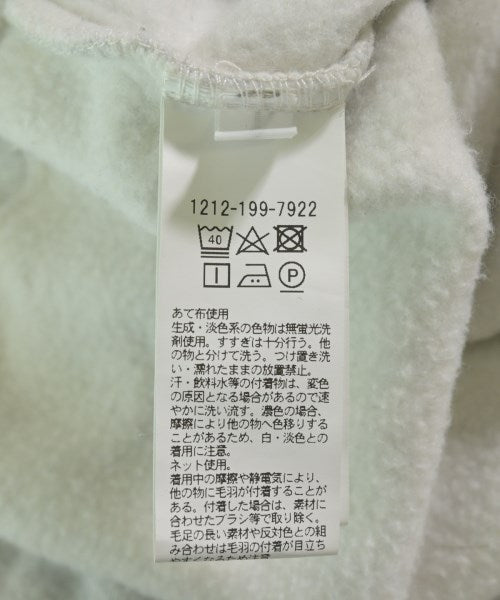 1212-199-7922
40
P
あて布使用
生成・淡色系の色物は無蛍光洗
剤使用。すすぎは十分行う。他
の物と分けて洗う。つけ置き洗
い・濡れたままの放置禁止。
汗・飲料水等の付着物は、変色
の原因となる場合があるので速
やかに洗い流す。濃色の場合、
摩擦により他の物へ色移りする
ことがあるため、白・淡色との
着用に注意。
ネット使用。
着用中の摩擦や静電気により、
他の物に毛羽が付着することが
ある。付着した場合は、素材に
合わせたブラシ等で取り除く。
毛足の長い素材や反対色との組
み合わせは毛羽の付着が目立ち
やすくなるため注意。